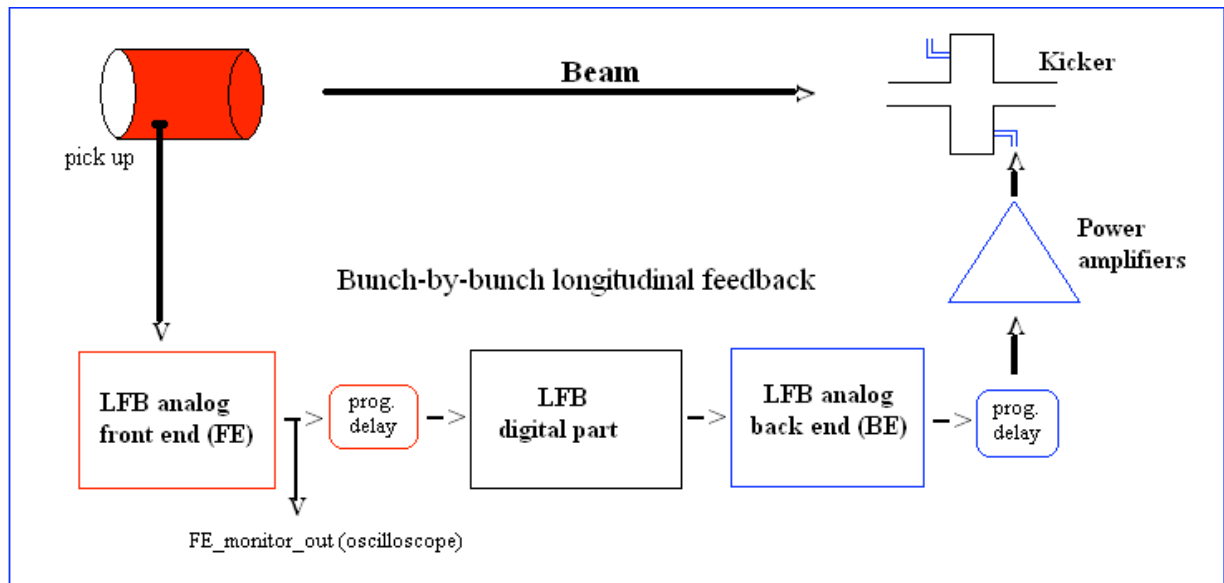 Beam
Kicker
pick up
Power
amplifiers
Bunch-by-bunch longitudinal feedback
LFB analog
front end (FE)
prog.
delay
LFB
digital part
LFB analog
back end (BE)
prog.
delay
FE_monitor_out (oscilloscope)